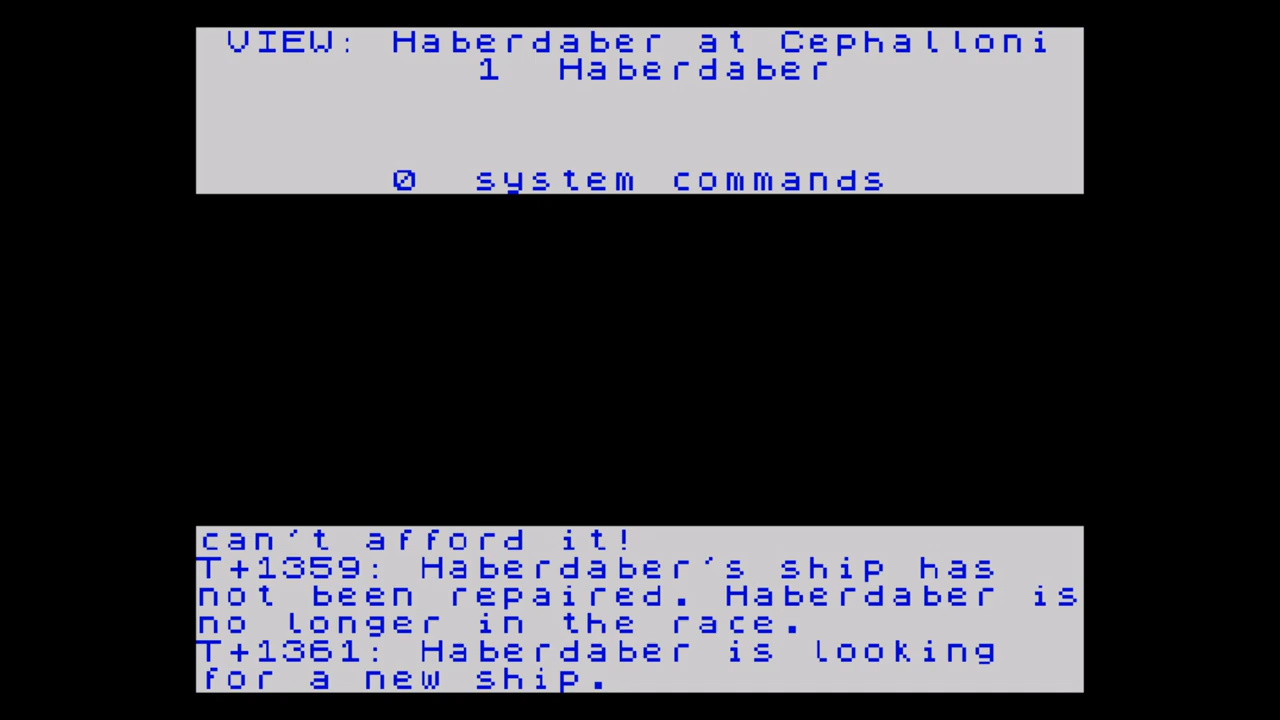 VIEW: Haberdaber at Cephalloni
1 Haberdaber
0 system commands
can't afford it!
T+1359: Haberdaber's ship has
not been repaired. Haberdaber is
no longer in the race.
T+1361: Haberdaber is looking
for a new ship.